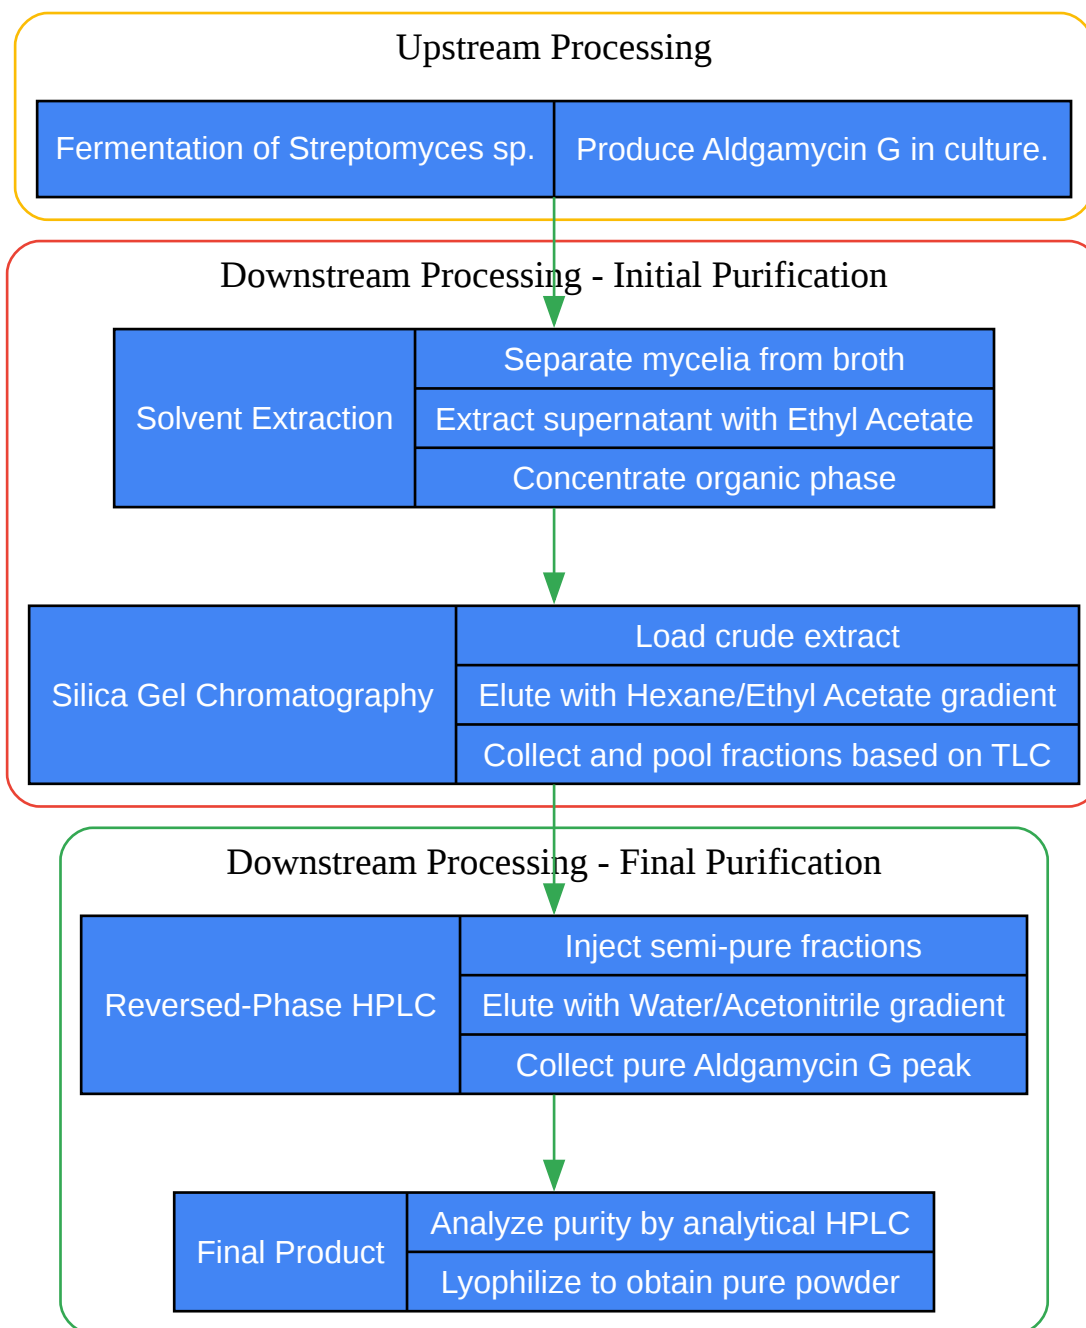 Upstream Processing
Fermentation of Streptomyces sp.
Produce Aldgamycin G in culture.
Downstream Processing - Initial Purification
Solvent Extraction
Separate mycelia from broth
Extract supernatant with Ethyl Acetate
Concentrate organic phase
Silica Gel Chromatography
Load crude extract
Elute with Hexane/Ethyl Acetate gradient
Collect and pool fractions based on TLC
Downstream Processing - Final Purification
Reversed-Phase HPLC
Inject semi-pure fractions
Elute with Water/Acetonitrile gradient
Collect pure Aldgamycin G peak
Final Product
Analyze purity by analytical HPLC
Lyophilize to obtain pure powder